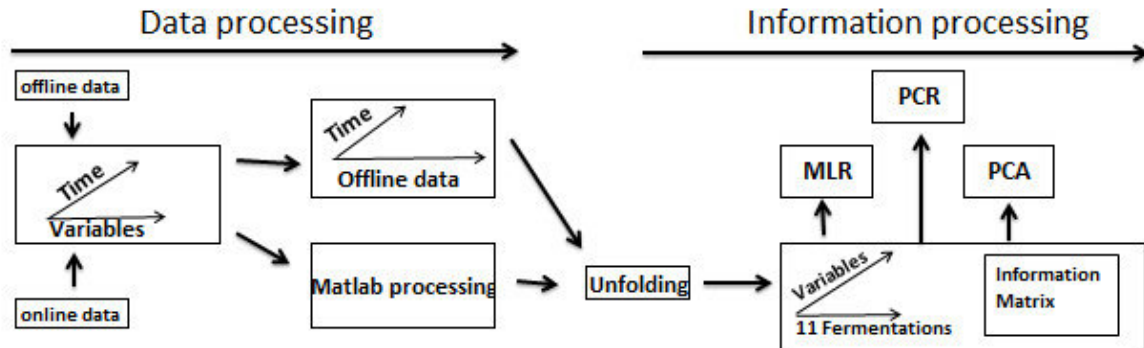 Data processing
Information processing
offline data
Time
Variables
online data
Time
Offline data
Matlab processing
Unfolding
MLR
PCR
PCA
Variables
11 Fermentations
Information
Matrix